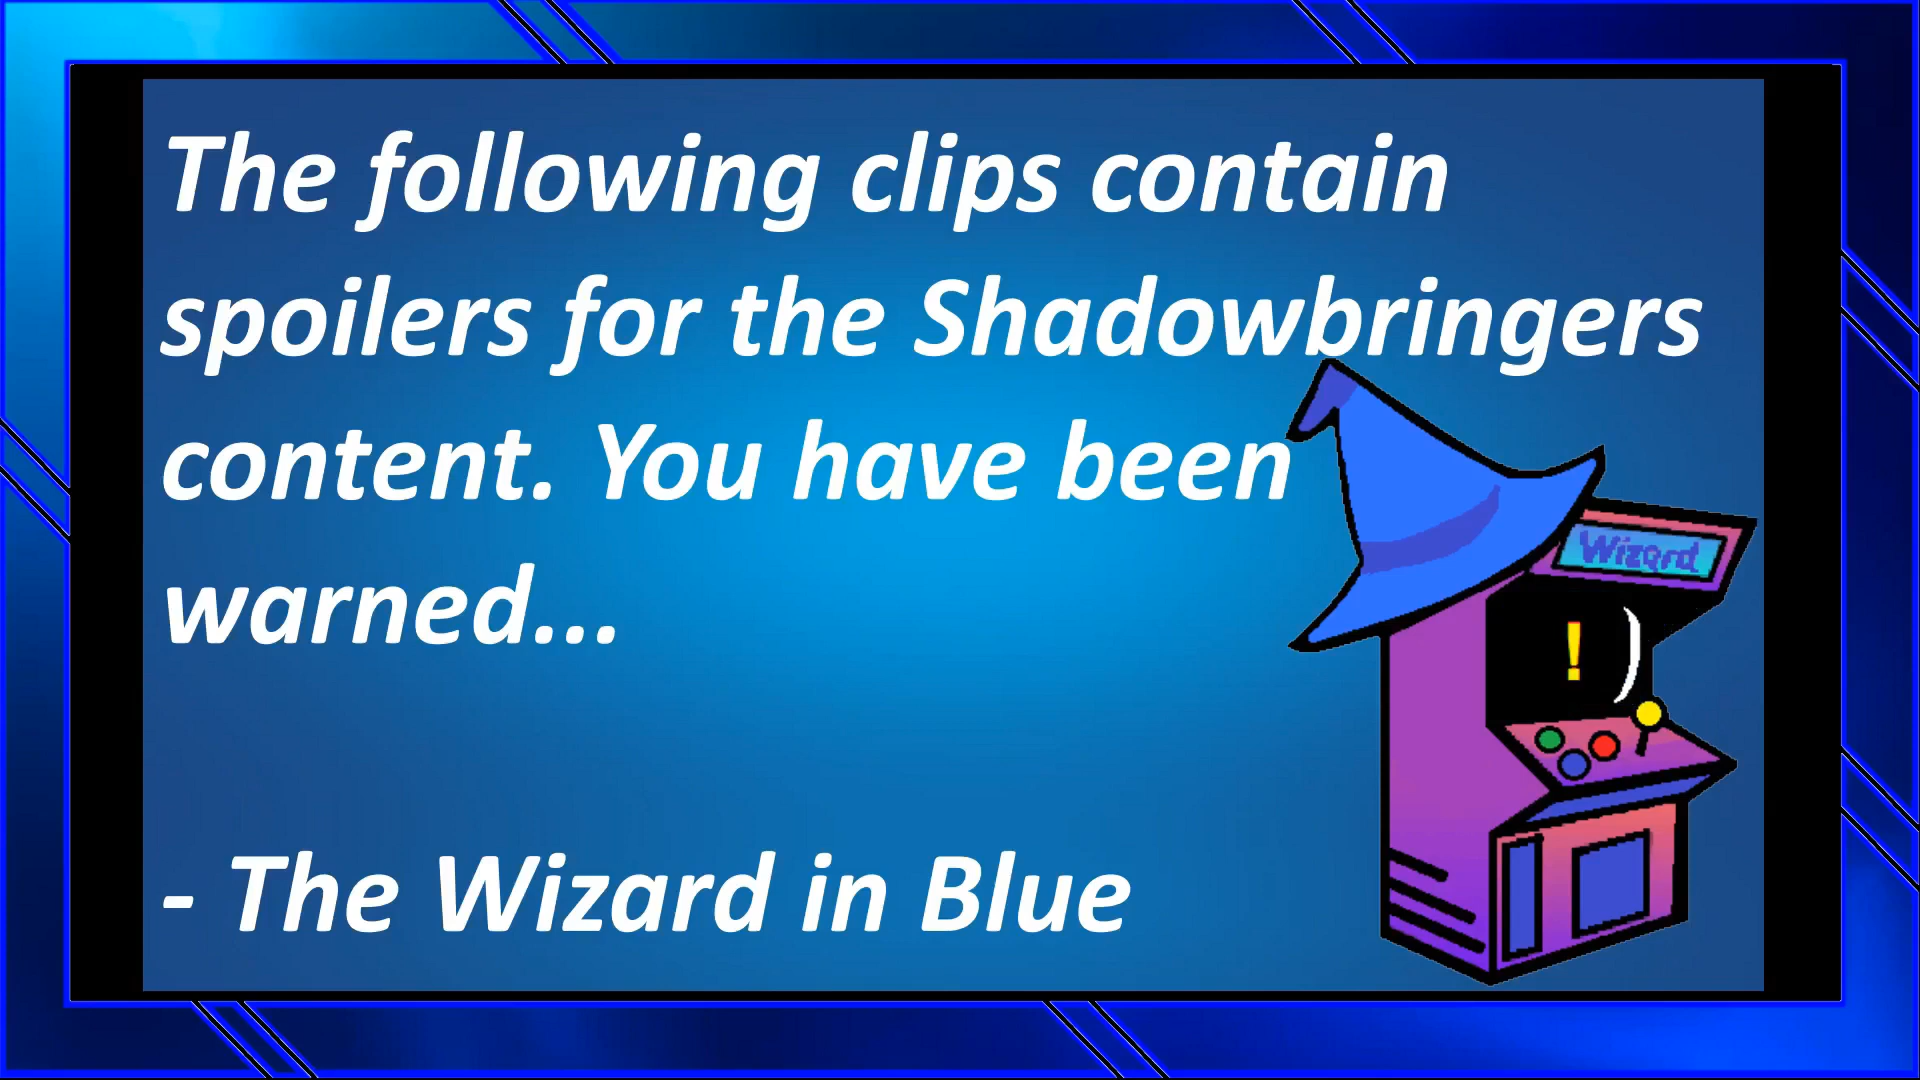 The following clips contain
spoilers for the Shadowbringers
content. You have been
warned...
Wizard
!
- The Wizard in Blue